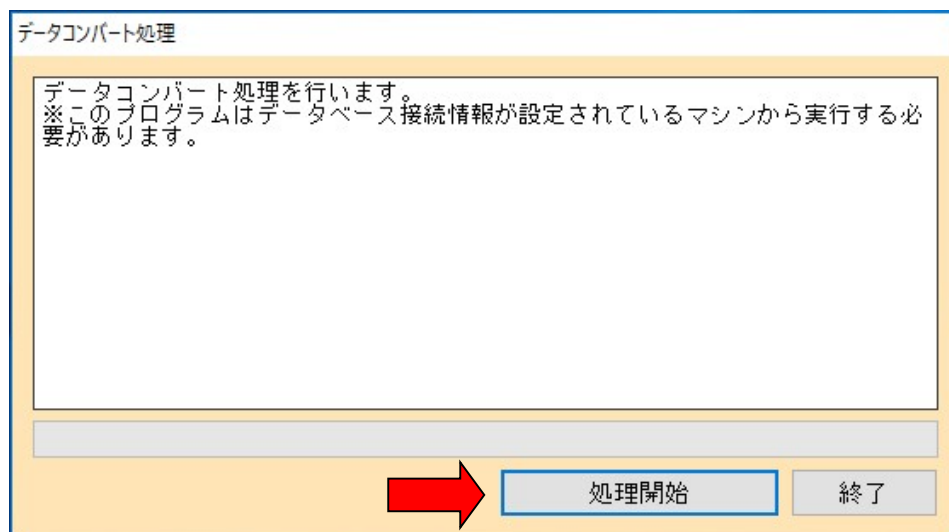 データコンバート処理
データコンバート処理を行います。
※このプログラムはデータベース接続情報が設定されているマシンから実行する必
要があります。
処理開始
終了